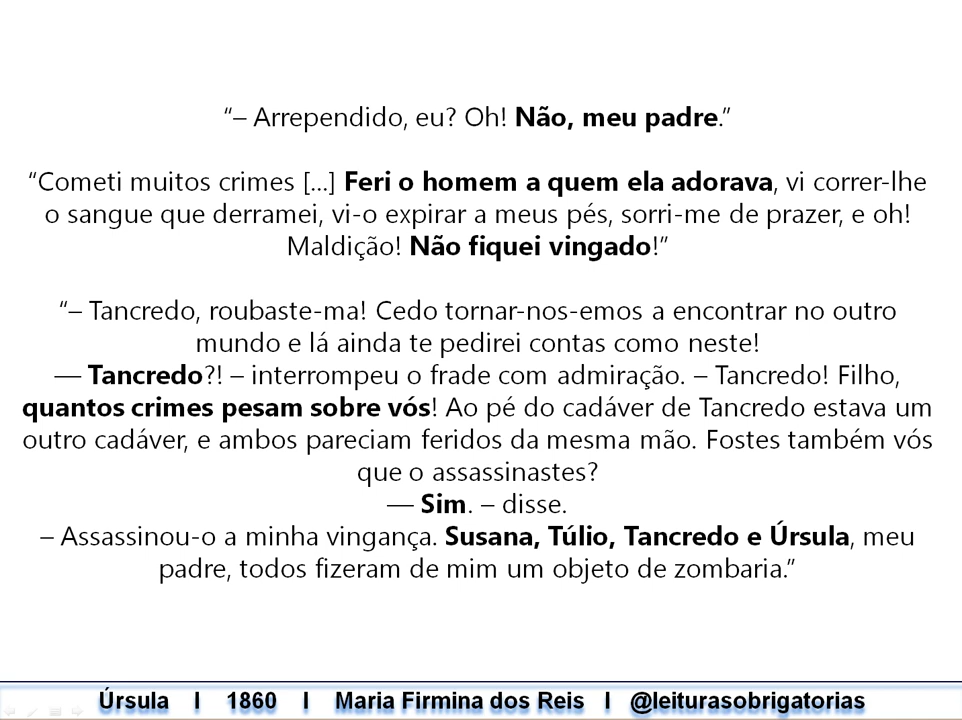 “– Arrependido, eu? Oh! Não, meu padre.”
“Cometi muitos crimes [...] Feri o homem a quem ela adorava, vi correr-lhe
o sangue que derramei, vi-o expirar a meus pés, sorri-me de prazer, e oh!
Maldição! Não fiquei vingado!”
“– Tancredo, roubaste-ma! Cedo tornar-nos-emos a encontrar no outro
mundo e lá ainda te pedirei contas como neste!
— Tancredo?! – interrompeu o frade com admiração. – Tancredo! Filho,
quantos crimes pesam sobre vós! Ao pé do cadáver de Tancredo estava um
outro cadáver, e ambos pareciam feridos da mesma mão. Fostes também vós
que o assassinastes?
— Sim. – disse.
– Assassinou-o a minha vingança. Susana, Túlio, Tancredo e Úrsula, meu
padre, todos fizeram de mim um objeto de zombaria.”
Úrsula I 1860 I Maria Firmina dos Reis I @leiturasobrigatorias